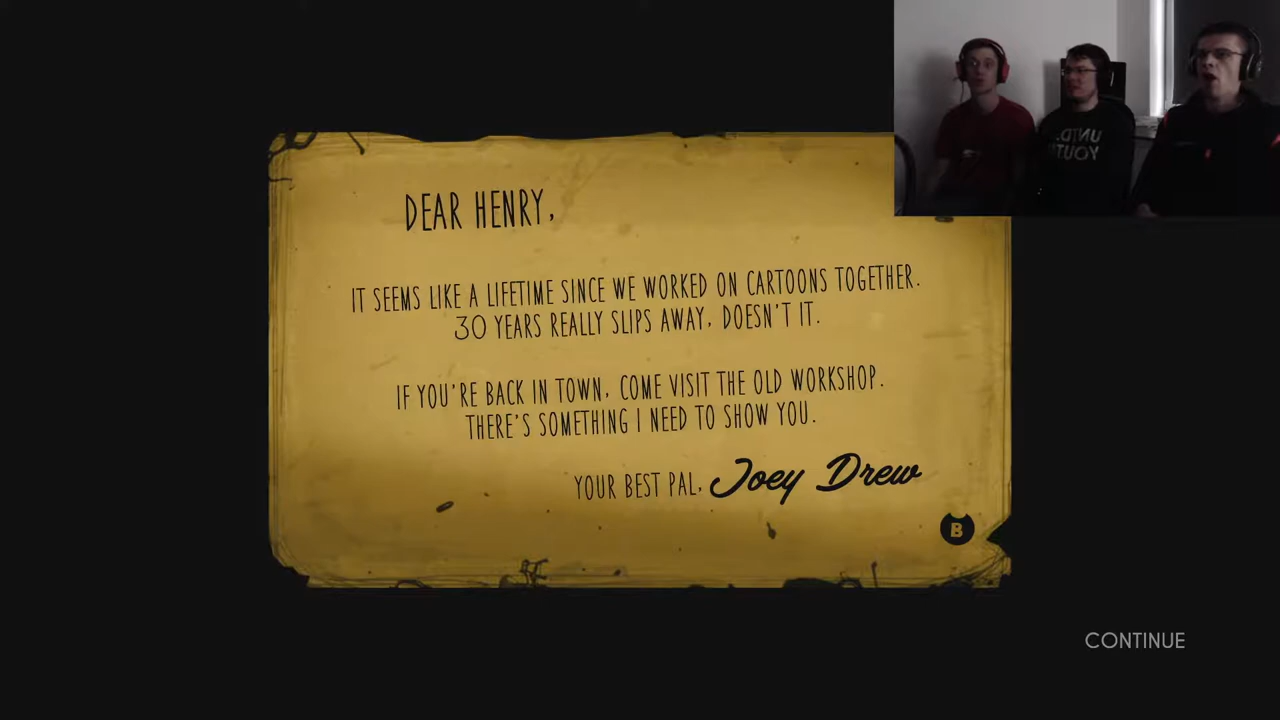 DEAR HENRY,
IT SEEMS LIKE A LIFETIME SINCE WE WORKED ON CARTOONS TOGETHER.
30 YEARS REALLY SLIPS AWAY, DOESN'T IT.
IF YOU'RE BACK IN TOWN, COME VISIT THE OLD WORKSHOP.
THERE'S SOMETHING I NEED TO SHOW YOU.
YOUR BEST PAL, Joey Drew
B
CONTINUE